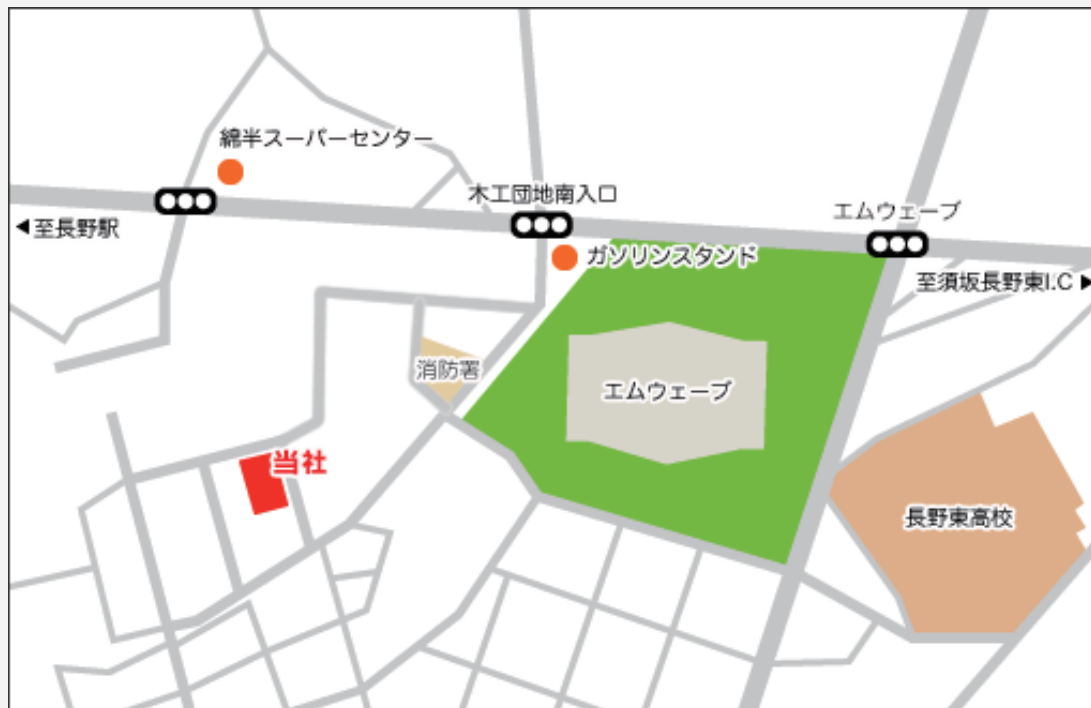 綿半スーパーセンター
木工団地南入口
エムウェーブ
◀至長野駅
ガソリンスタンド
至須坂長野東I.C▶
消防署
エムウェーブ
当社
長野東高校